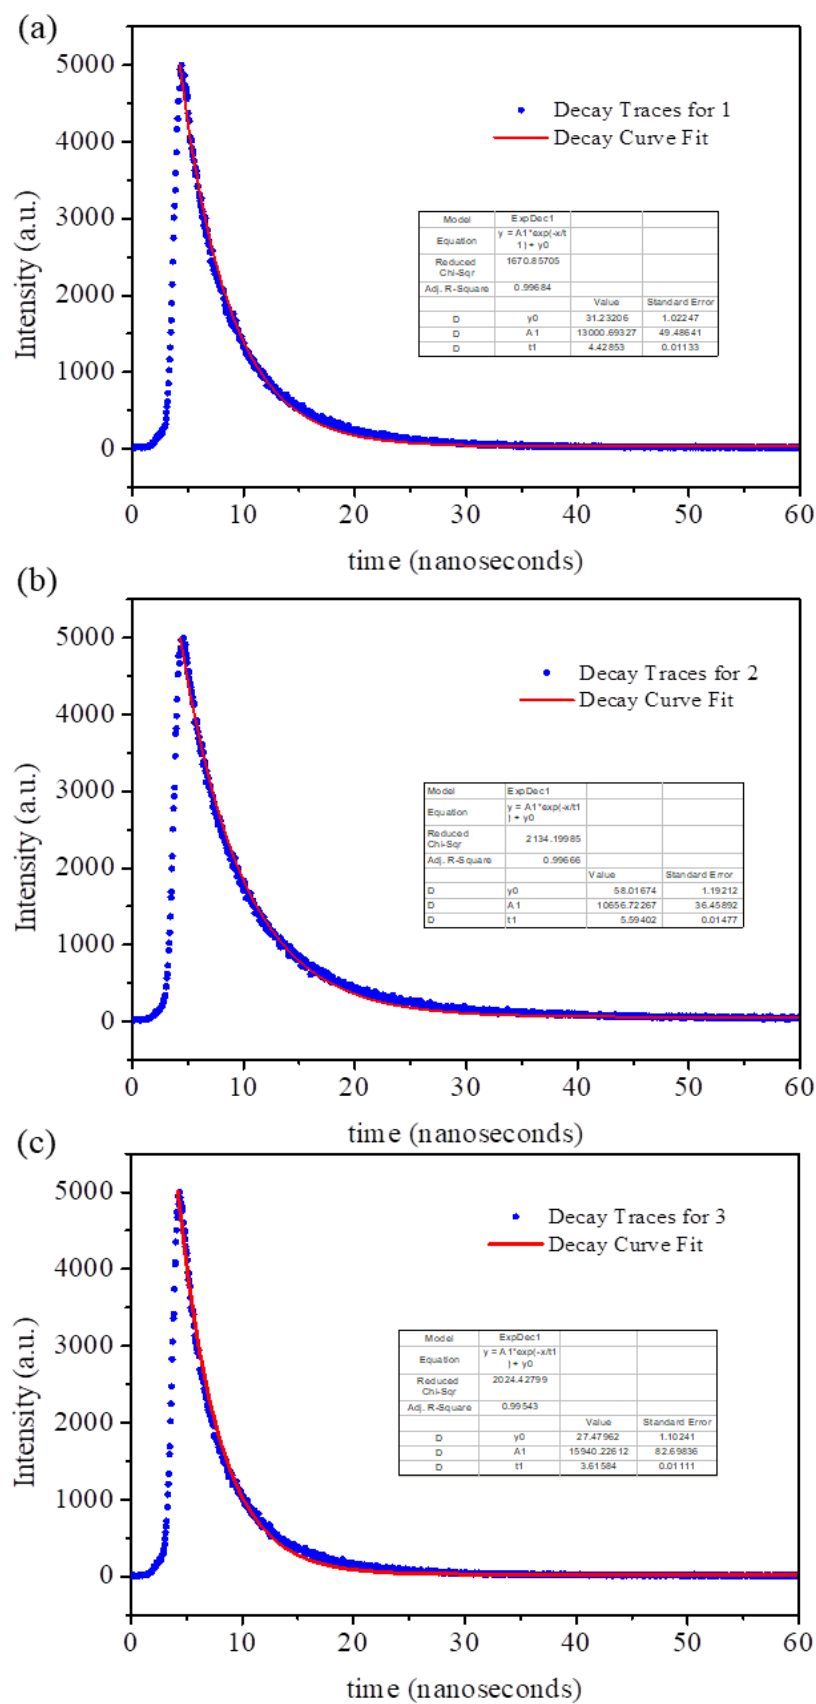 (a)
5000
4000
3000
2000
1000
0
Intensity (a.u.)
Decay Traces for 1
Decay Curve Fit
Model ExpDec1
Equation y = A1*exp(-x/t
1) + y0
Reduced
Chi-Sqr 1670.85705
Adj. R-Square 0.99684
Value Standard Error
D y0 31.23206 1.02247
D A1 13000.69327 49.48641
D t1 4.42853 0.01133
0 10 20 30 40 50 60
time (nanoseconds)
(b)
5000
4000
3000
2000
1000
0
Intensity (a.u.)
Decay Traces for 2
Decay Curve Fit
Model ExpDec1
Equation y = A1*exp(-x/t1
) + y0
Reduced
Chi-Sqr 2134.19985
Adj. R-Square 0.99666
Value Standard Error
D y0 58.01674 1.19212
D A1 10656.72267 36.45892
D t1 5.59402 0.01477
0 10 20 30 40 50 60
time (nanoseconds)
(c)
5000
4000
3000
2000
1000
0
Intensity (a.u.)
Decay Traces for 3
Decay Curve Fit
Model ExpDec1
Equation y = A1*exp(-x/t1
) + y0
Reduced
Chi-Sqr 2024.42799
Adj. R-Square 0.99543
Value Standard Error
D y0 27.47962 1.10241
D A1 15940.22612 82.69836
D t1 3.61584 0.01111
0 10 20 30 40 50 60
time (nanoseconds)